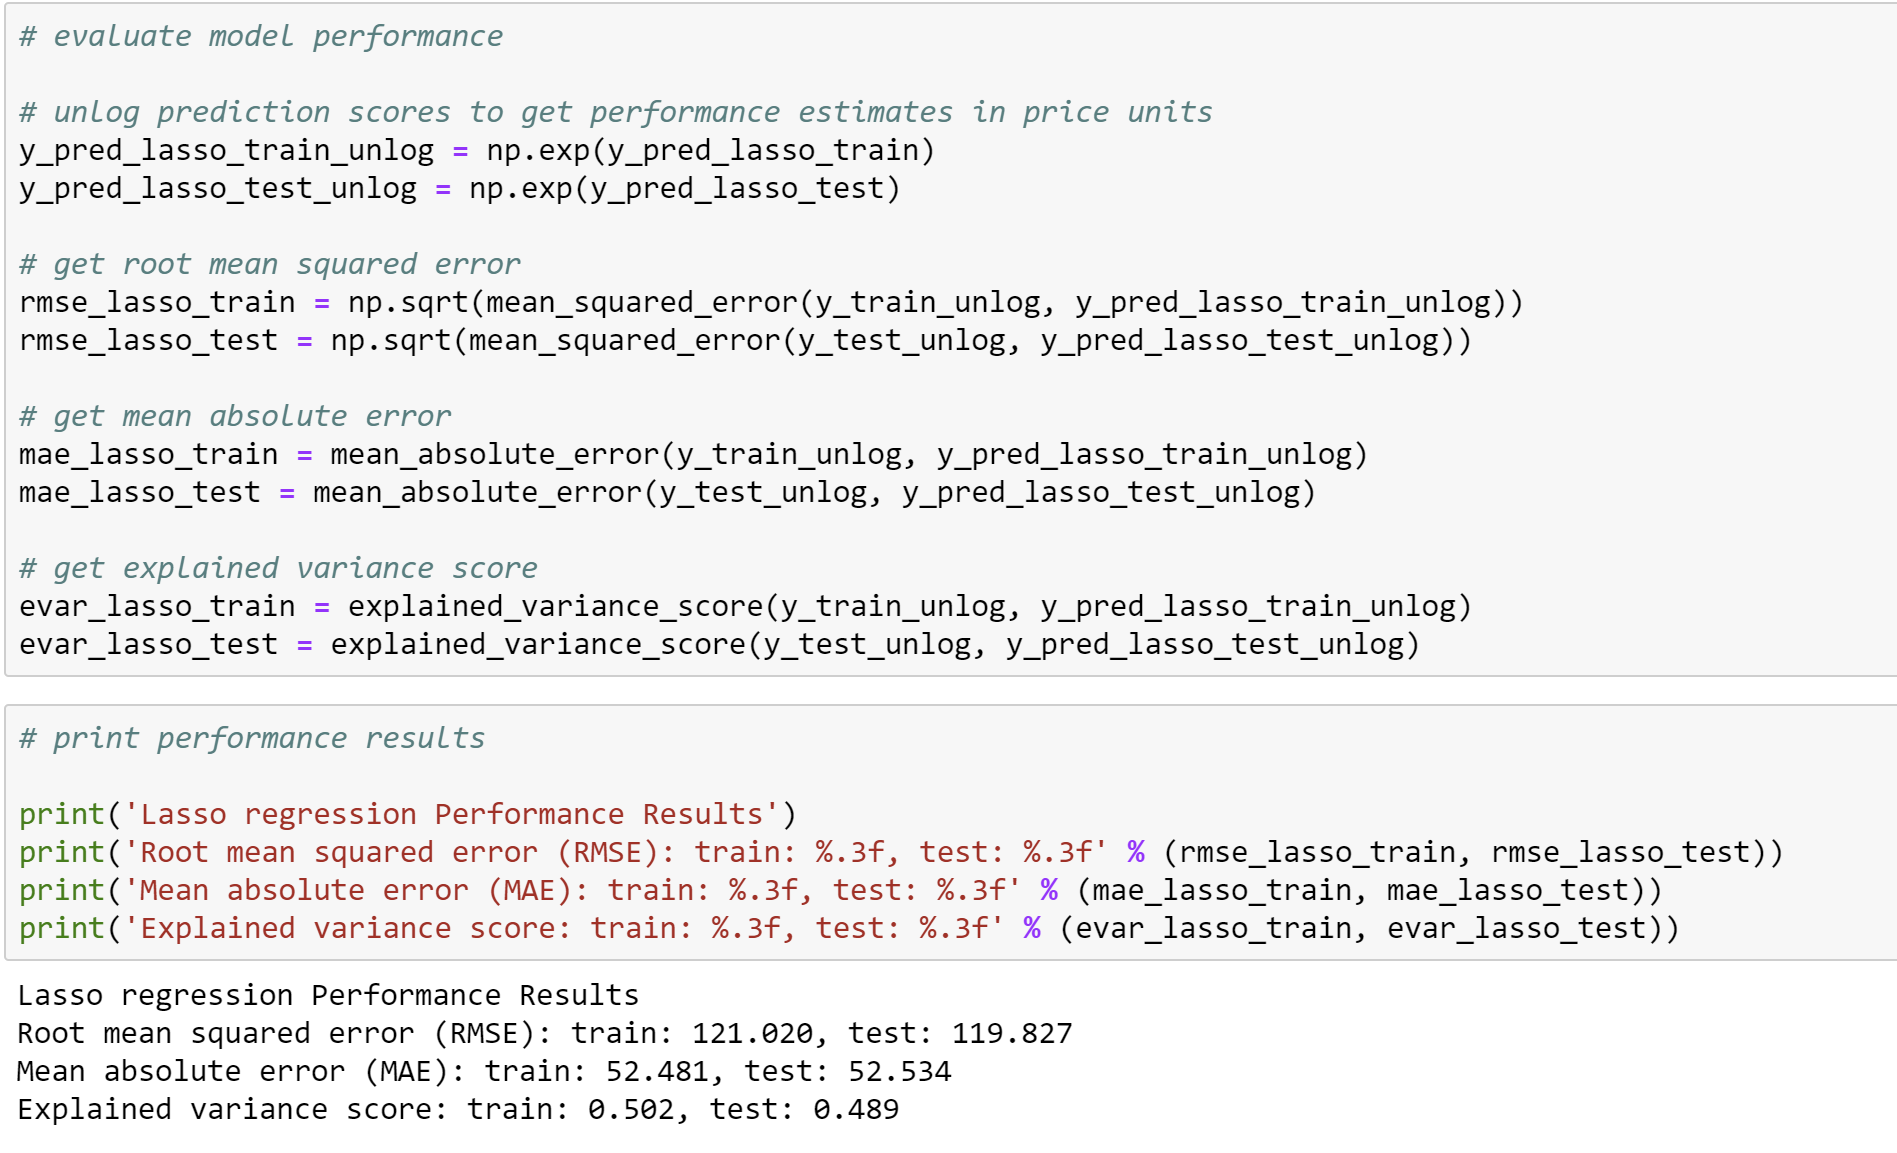 # evaluate model performance
# unlog prediction scores to get performance estimates in price units
y_pred_lasso_train_unlog = np.exp(y_pred_lasso_train)
y_pred_lasso_test_unlog = np.exp(y_pred_lasso_test)
# get root mean squared error
rmse_lasso_train = np.sqrt(mean_squared_error(y_train_unlog, y_pred_lasso_train_unlog))
rmse_lasso_test = np.sqrt(mean_squared_error(y_test_unlog, y_pred_lasso_test_unlog))
# get mean absolute error
mae_lasso_train = mean_absolute_error(y_train_unlog, y_pred_lasso_train_unlog)
mae_lasso_test = mean_absolute_error(y_test_unlog, y_pred_lasso_test_unlog)
# get explained variance score
evar_lasso_train = explained_variance_score(y_train_unlog, y_pred_lasso_train_unlog)
evar_lasso_test = explained_variance_score(y_test_unlog, y_pred_lasso_test_unlog)
# print performance results
print('Lasso regression Performance Results')
print('Root mean squared error (RMSE): train: %.3f, test: %.3f' % (rmse_lasso_train, rmse_lasso_test))
print('Mean absolute error (MAE): train: %.3f, test: %.3f' % (mae_lasso_train, mae_lasso_test))
print('Explained variance score: train: %.3f, test: %.3f' % (evar_lasso_train, evar_lasso_test))
Lasso regression Performance Results
Root mean squared error (RMSE): train: 121.020, test: 119.827
Mean absolute error (MAE): train: 52.481, test: 52.534
Explained variance score: train: 0.502, test: 0.489